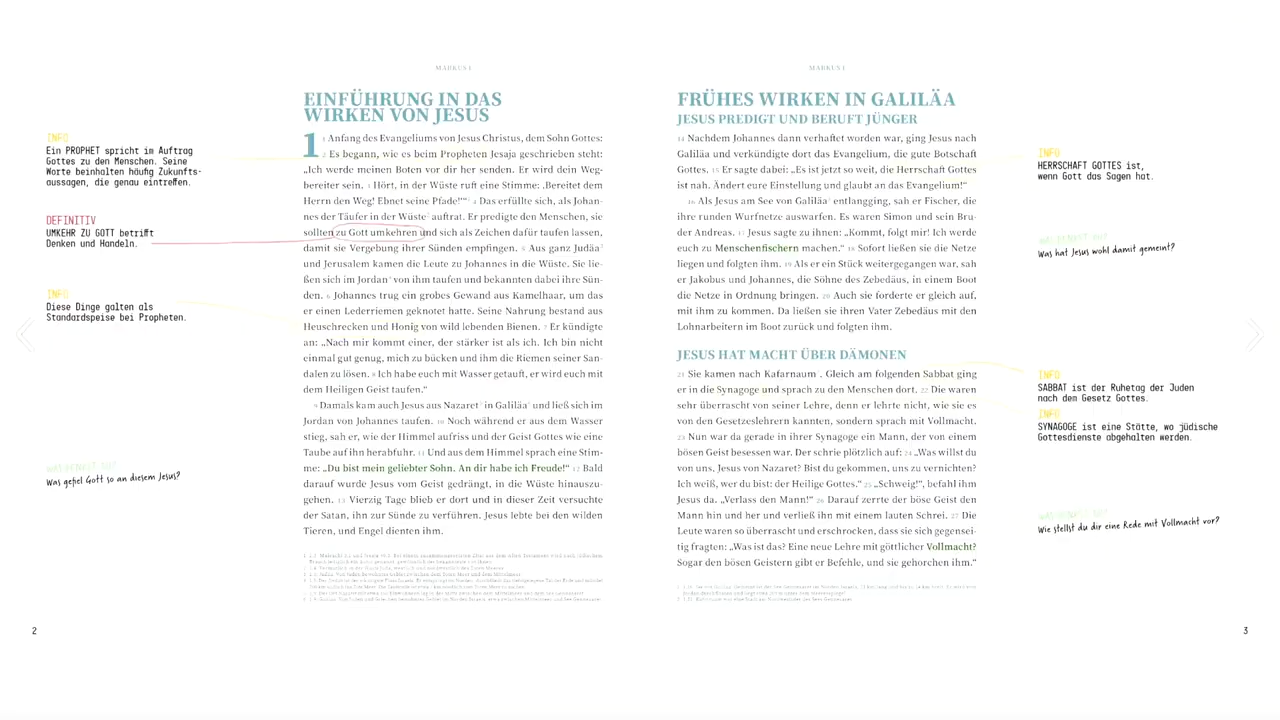 MARKUS 1
EINFÜHRUNG IN DAS
WIRKEN VON JESUS
1 1 Anfang des Evangeliums von Jesus Christus, dem Sohn Gottes:
2 Es begann, wie es beim Propheten Jesaja geschrieben steht:
„Ich werde meinen Boten vor dir her senden. Er wird dein Weg-
bereiter sein. 3 Hört, in der Wüste ruft eine Stimme: ‚Bereitet dem
Herrn den Weg! Ebnet seine Pfade!‘“ 4 Das erfüllte sich, als Johan-
nes der Täufer in der Wüste auftrat. Er predigte den Menschen, sie
sollten zu Gott umkehren und sich als Zeichen dafür taufen lassen,
damit sie Vergebung ihrer Sünden empfingen. 5 Aus ganz Judäa
und Jerusalem kamen die Leute zu Johannes in die Wüste. Sie lie-
ßen sich im Jordan von ihm taufen und bekannten dabei ihre Sün-
den. 6 Johannes trug ein grobes Gewand aus Kamelhaar, um das
er einen Lederriemen geknotet hatte. Seine Nahrung bestand aus
Heuschrecken und Honig von wild lebenden Bienen. 7 Er kündigte
an: „Nach mir kommt einer, der stärker ist als ich. Ich bin nicht
einmal gut genug, mich zu bücken und ihm die Riemen seiner San-
dalen zu lösen. 8 Ich habe euch mit Wasser getauft, er wird euch mit
dem Heiligen Geist taufen.“
9 Damals kam auch Jesus aus Nazaret in Galiläa und ließ sich im
Jordan von Johannes taufen. 10 Noch während er aus dem Wasser
stieg, sah er, wie der Himmel aufriss und der Geist Gottes wie eine
Taube auf ihn herabfuhr. 11 Und aus dem Himmel sprach eine Stim-
me: „Du bist mein geliebter Sohn. An dir habe ich Freude!“ 12 Bald
darauf wurde Jesus vom Geist gedrängt, in die Wüste hinauszu-
gehen. 13 Vierzig Tage blieb er dort und in dieser Zeit versuchte
der Satan, ihn zur Sünde zu verführen. Jesus lebte bei den wilden
Tieren, und Engel dienten ihm.
INFO
Ein PROPHET spricht im Auftrag
Gottes zu den Menschen. Seine
Worte beinhalten häufig Zukunfts-
aussagen, die genau eintreffen.
DEFINITIV
UMKEHR ZU GOTT betrifft
Denken und Handeln.
INFO
Diese Dinge galten als
Standardspeise bei Propheten.
WAS DENKST DU?
Was gefiel Gott so an diesem Jesus?
2
MARKUS 1
FRÜHES WIRKEN IN GALILÄA
JESUS PREDIGT UND BERUFT JÜNGER
14 Nachdem Johannes dann verhaftet worden war, ging Jesus nach
Galiläa und verkündigte dort das Evangelium, die gute Botschaft
Gottes. 15 Er sagte dabei: „Es ist jetzt so weit, die Herrschaft Gottes
ist nah. Ändert eure Einstellung und glaubt an das Evangelium!“
16 Als Jesus am See von Galiläa entlangging, sah er Fischer, die
ihre runden Wurfnetze auswarfen. Es waren Simon und sein Bru-
der Andreas. 17 Jesus sagte zu ihnen: „Kommt, folgt mir! Ich werde
euch zu Menschenfischern machen.“ 18 Sofort ließen sie die Netze
liegen und folgten ihm. 19 Als er ein Stück weitergegangen war, sah
er Jakobus und Johannes, die Söhne des Zebedäus, in einem Boot
die Netze in Ordnung bringen. 20 Auch sie forderte er gleich auf,
mit ihm zu kommen. Da ließen sie ihren Vater Zebedäus mit den
Lohnarbeitern im Boot zurück und folgten ihm.
JESUS HAT MACHT ÜBER DÄMONEN
21 Sie kamen nach Kafarnaum. Gleich am folgenden Sabbat ging
er in die Synagoge und sprach zu den Menschen dort. 22 Die waren
sehr überrascht von seiner Lehre, denn er lehrte nicht, wie sie es
von den Gesetzeslehrern kannten, sondern sprach mit Vollmacht.
23 Nun war da gerade in ihrer Synagoge ein Mann, der von einem
bösen Geist besessen war. Der schrie plötzlich auf: 24 „Was willst du
von uns, Jesus von Nazaret? Bist du gekommen, uns zu vernichten?
Ich weiß, wer du bist: der Heilige Gottes.“ 25 „Schweig!“, befahl ihm
Jesus da. „Verlass den Mann!“ 26 Darauf zerrte der böse Geist den
Mann hin und her und verließ ihn mit einem lauten Schrei. 27 Die
Leute waren so überrascht und erschrocken, dass sie sich gegensei-
tig fragten: „Was ist das? Eine neue Lehre mit göttlicher Vollmacht?
Sogar den bösen Geistern gibt er Befehle, und sie gehorchen ihm.“
INFO
HERRSCHAFT GOTTES ist,
wenn Gott das Sagen hat.
WAS DENKST DU?
Was hat Jesus wohl damit gemeint?
INFO
SABBAT ist der Ruhetag der Juden
nach dem Gesetz Gottes.
INFO
SYNAGOGE ist eine Stätte, wo jüdische
Gottesdienste abgehalten werden.
WAS DENKST DU?
Wie stellst du dir eine Rede mit Vollmacht vor?
3